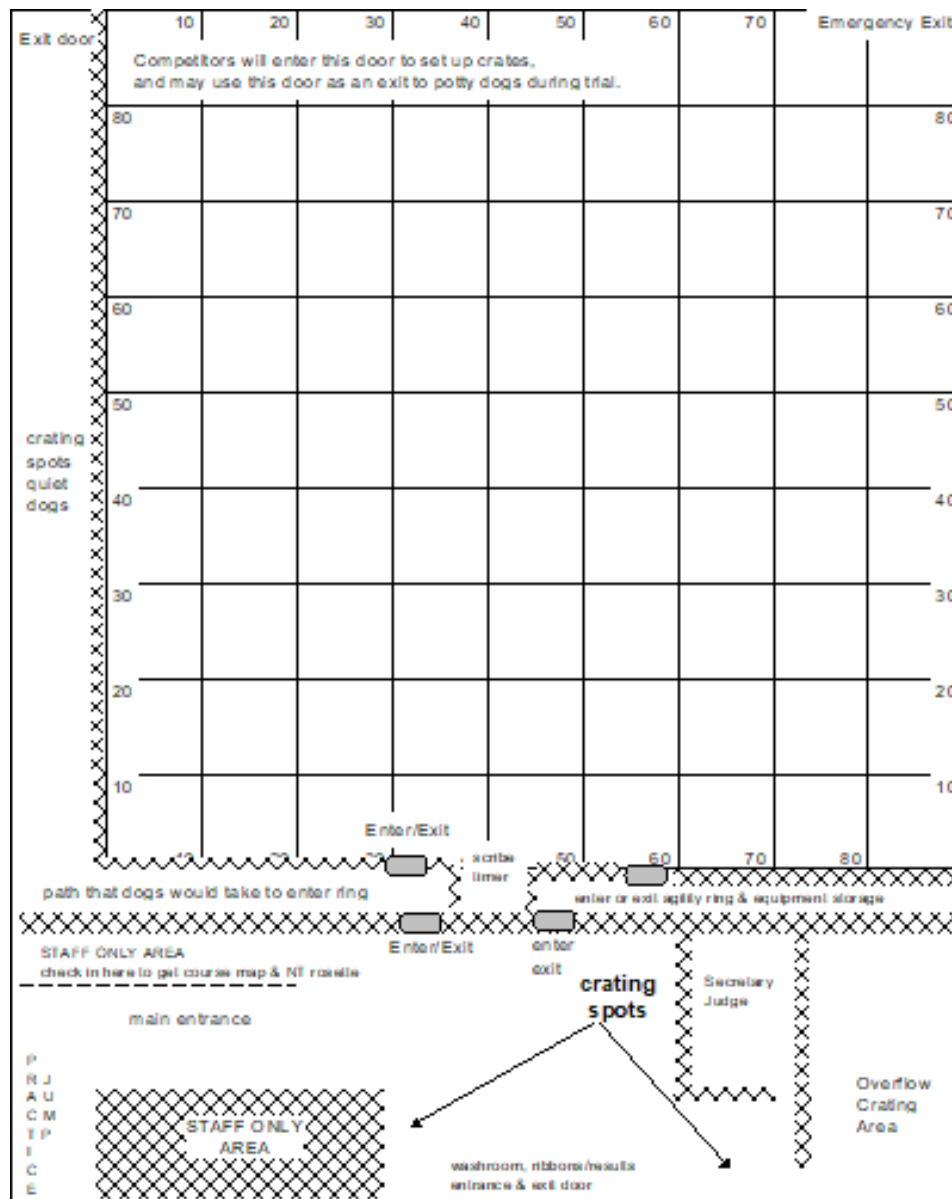 10 20 30 40 50 60 70 Emergency Exit
Exit door
Competitors will enter this door to set up crates,
and may use this door as an exit to potty dogs during trial.
80 80
70 70
60 60
50 50
crating
spots
quiet
dogs
40 40
30 30
20 20
10 10
Enter/Exit
scribe
timer
50 60 70 80
path that dogs would take to enter ring
enter or exit agility ring & equipment storage
STAFF ONLY AREA
check in here to get course map & NT rosette
Enter/Exit
enter
exit
crating
spots
Secretary
Judge
main entrance
PRACTICE
JUMP
STAFF ONLY
AREA
Overflow
Crating
Area
washroom, ribbons/results
entrance & exit door